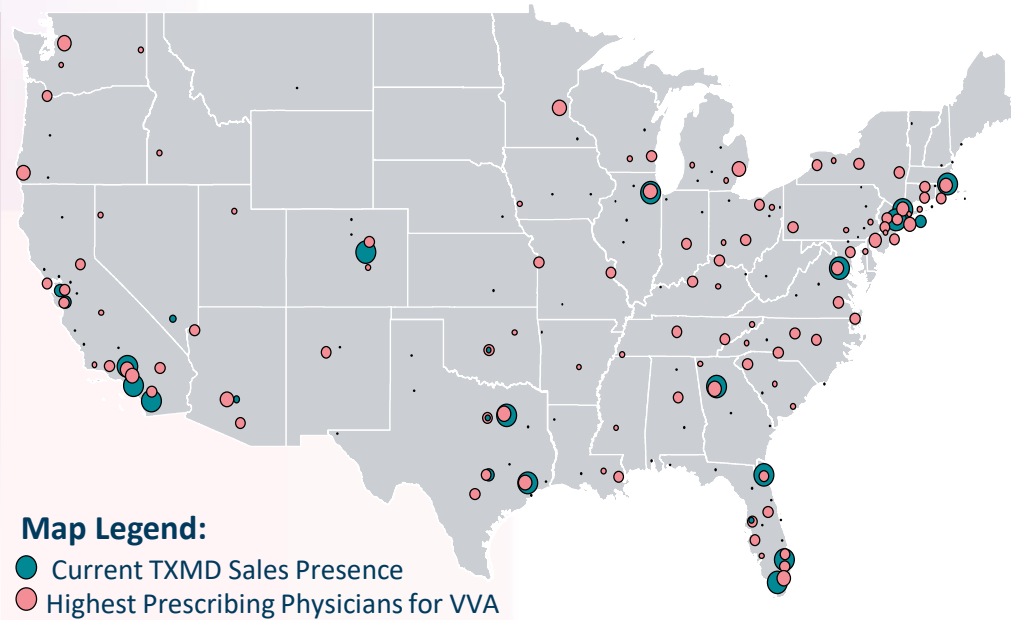 Map Legend:
Current TXMD Sales Presence
Highest Prescribing Physicians for VVA